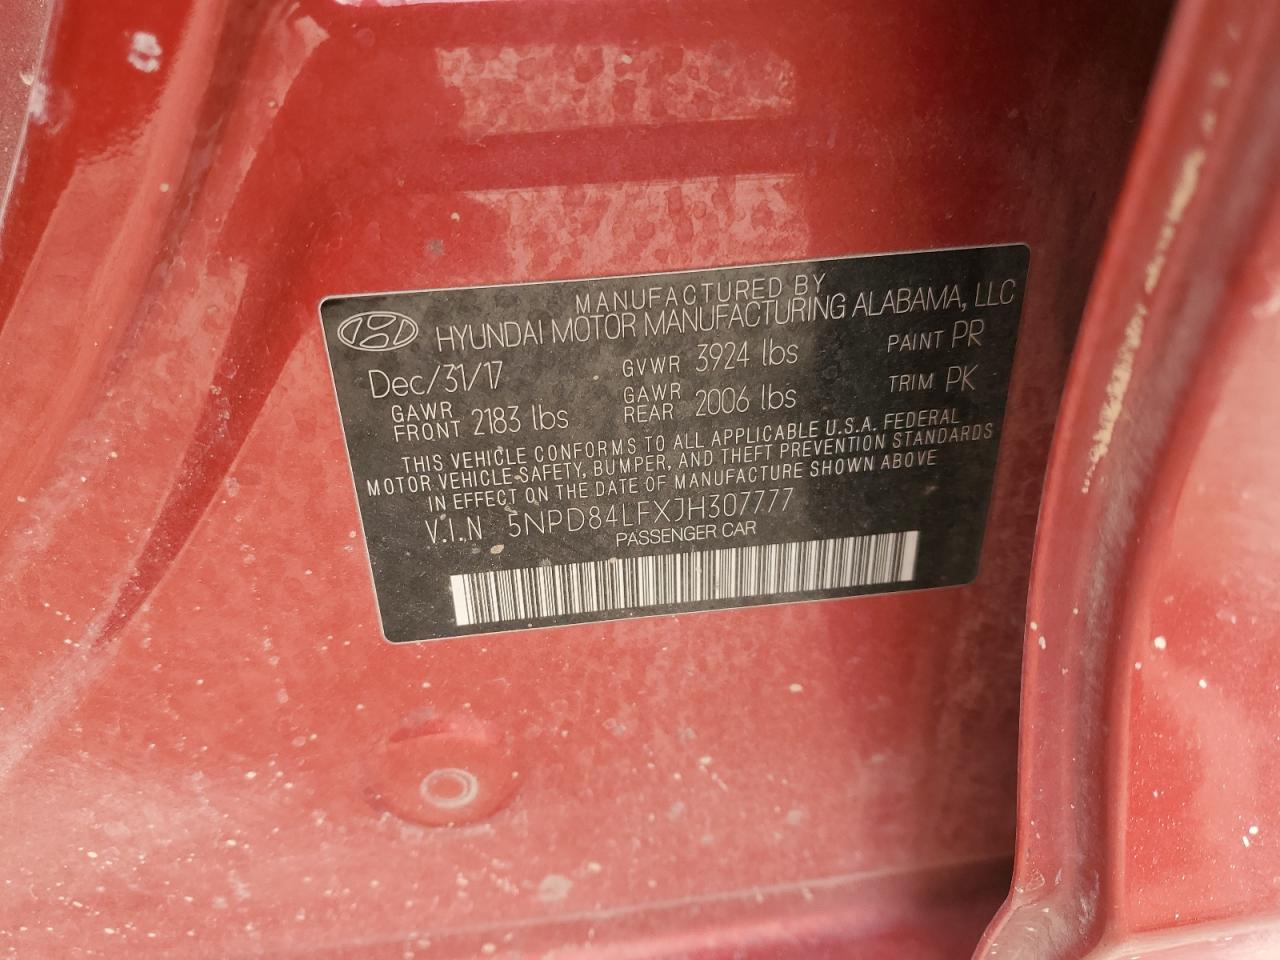 MANUFACTURED BY
HYUNDAI MOTOR MANUFACTURING ALABAMA, LLC
Dec/31/17 GVWR 3924 lbs PAINT PR
GAWR FRONT 2183 lbs GAWR REAR 2006 lbs TRIM PK
THIS VEHICLE CONFORMS TO ALL APPLICABLE U.S.A. FEDERAL
MOTOR VEHICLE SAFETY, BUMPER, AND THEFT PREVENTION STANDARDS
IN EFFECT ON THE DATE OF MANUFACTURE SHOWN ABOVE
V.I.N 5NPD84LFXJH307777
PASSENGER CAR